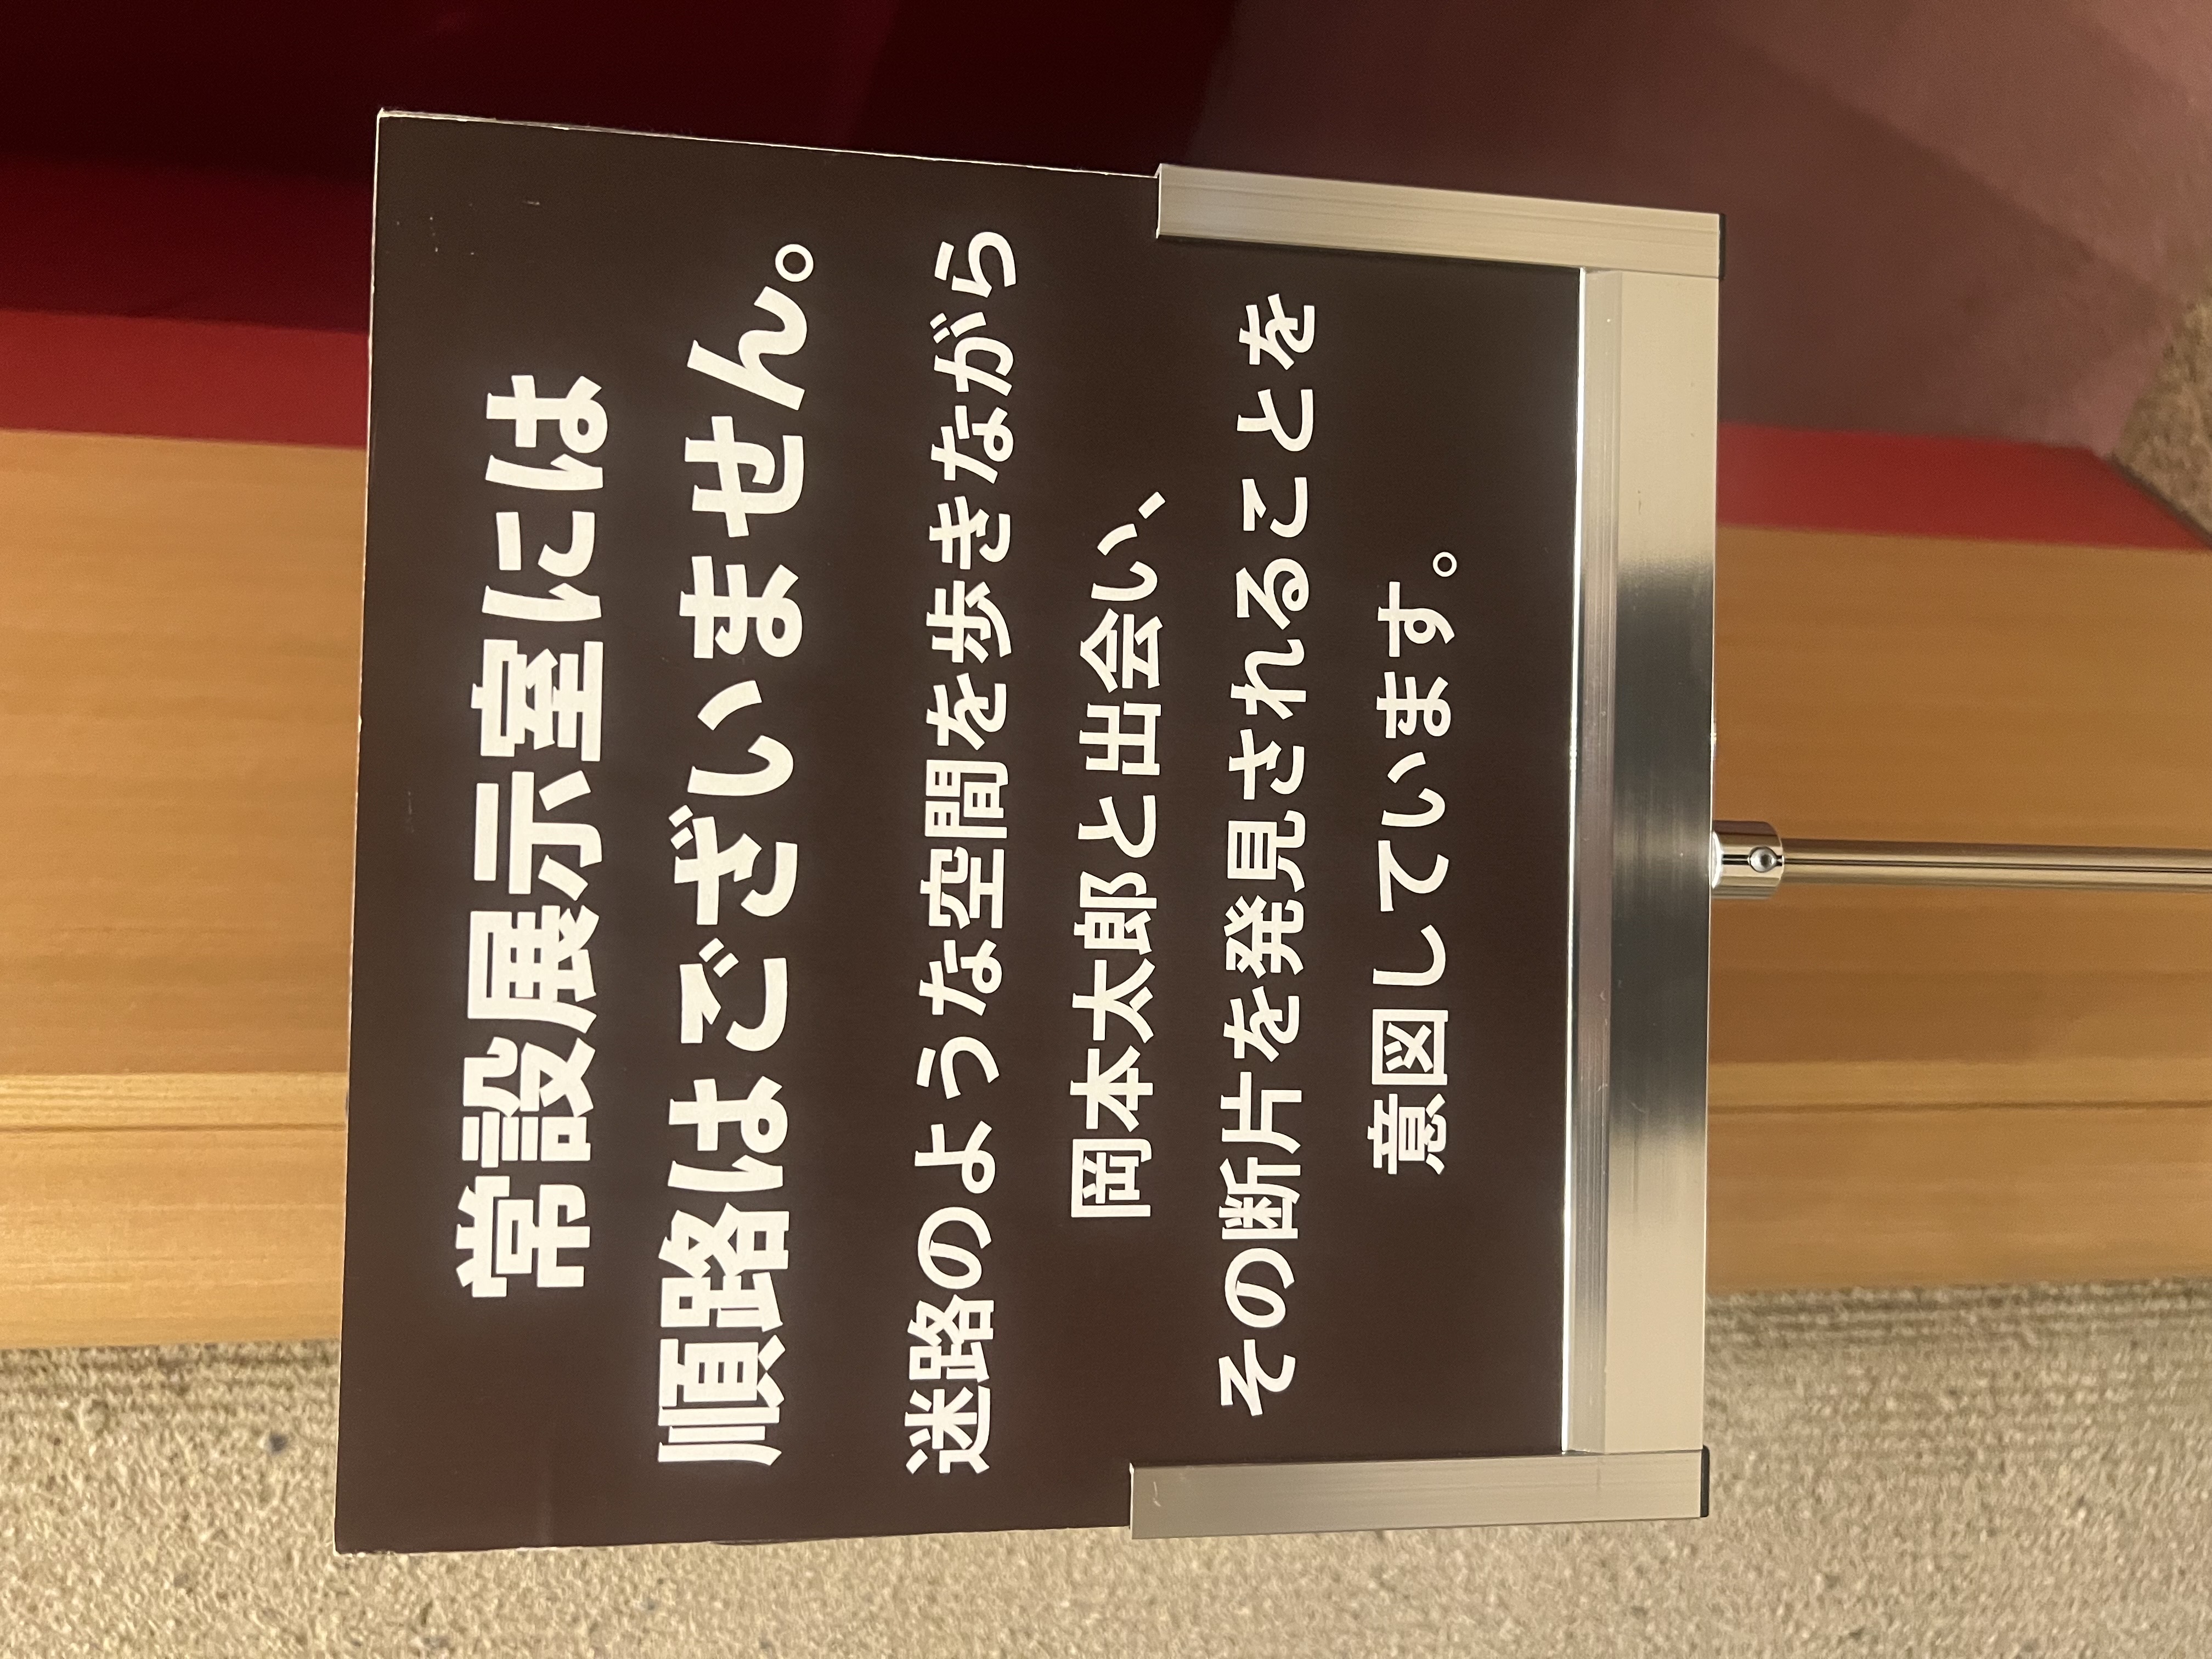 常設展示室には
順路はございません。
迷路のような空間を歩きながら
岡本太郎と出会い、
その断片を発見されることを
意図しています。